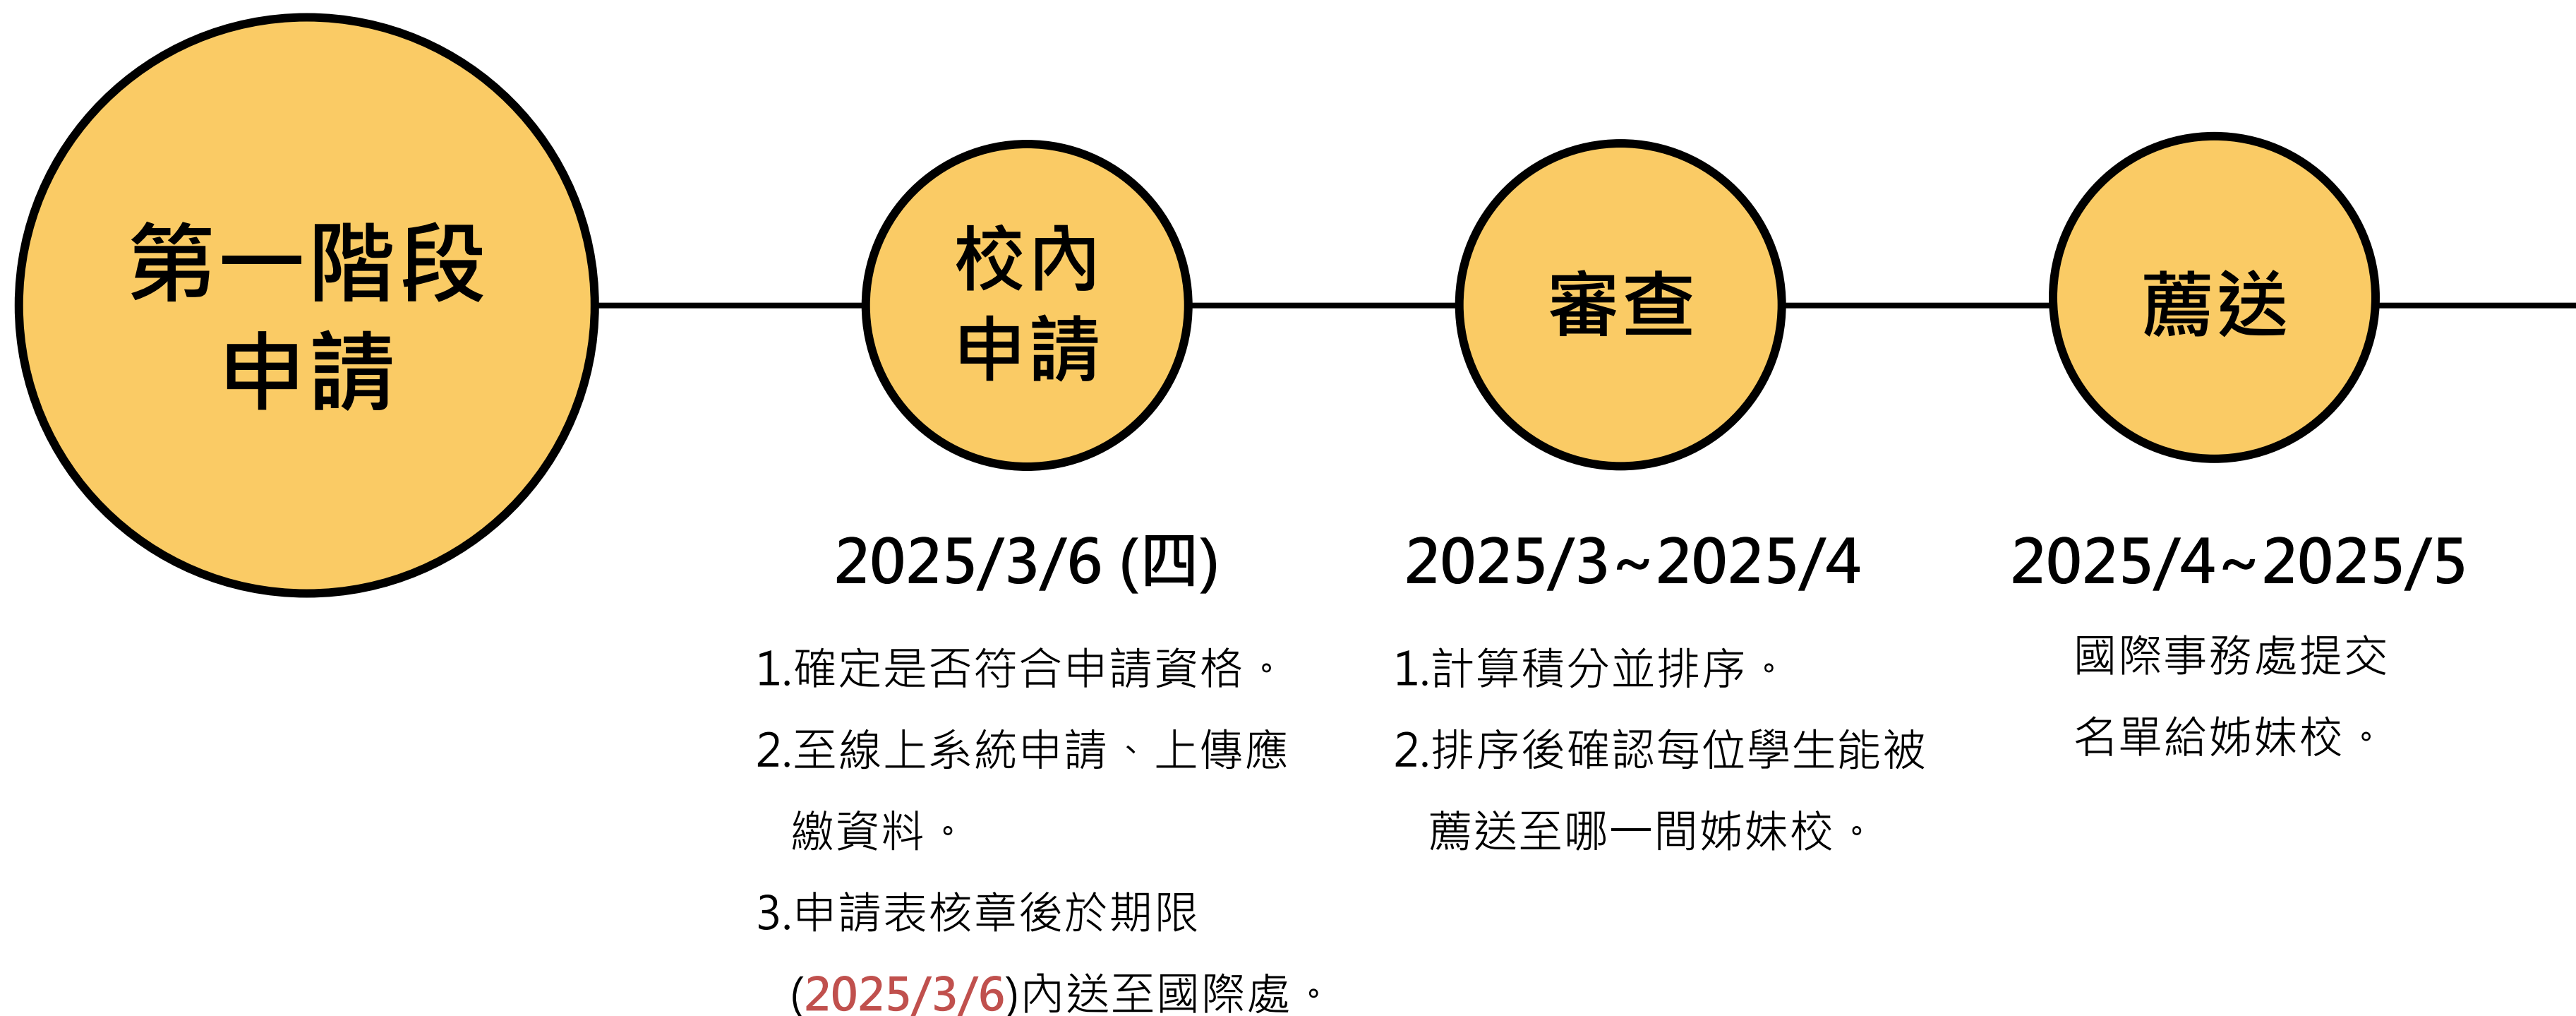 第一階段
申請
校內
申請
2025/3/6 (四)
1.確定是否符合申請資格。
2.至線上系統申請、上傳應
繳資料。
3.申請表核章後於期限
(2025/3/6)內送至國際處。
審查
2025/3~2025/4
1.計算積分並排序。
2.排序後確認每位學生能被
薦送至哪一間姊妹校。
薦送
2025/4~2025/5
國際事務處提交
名單給姊妹校。